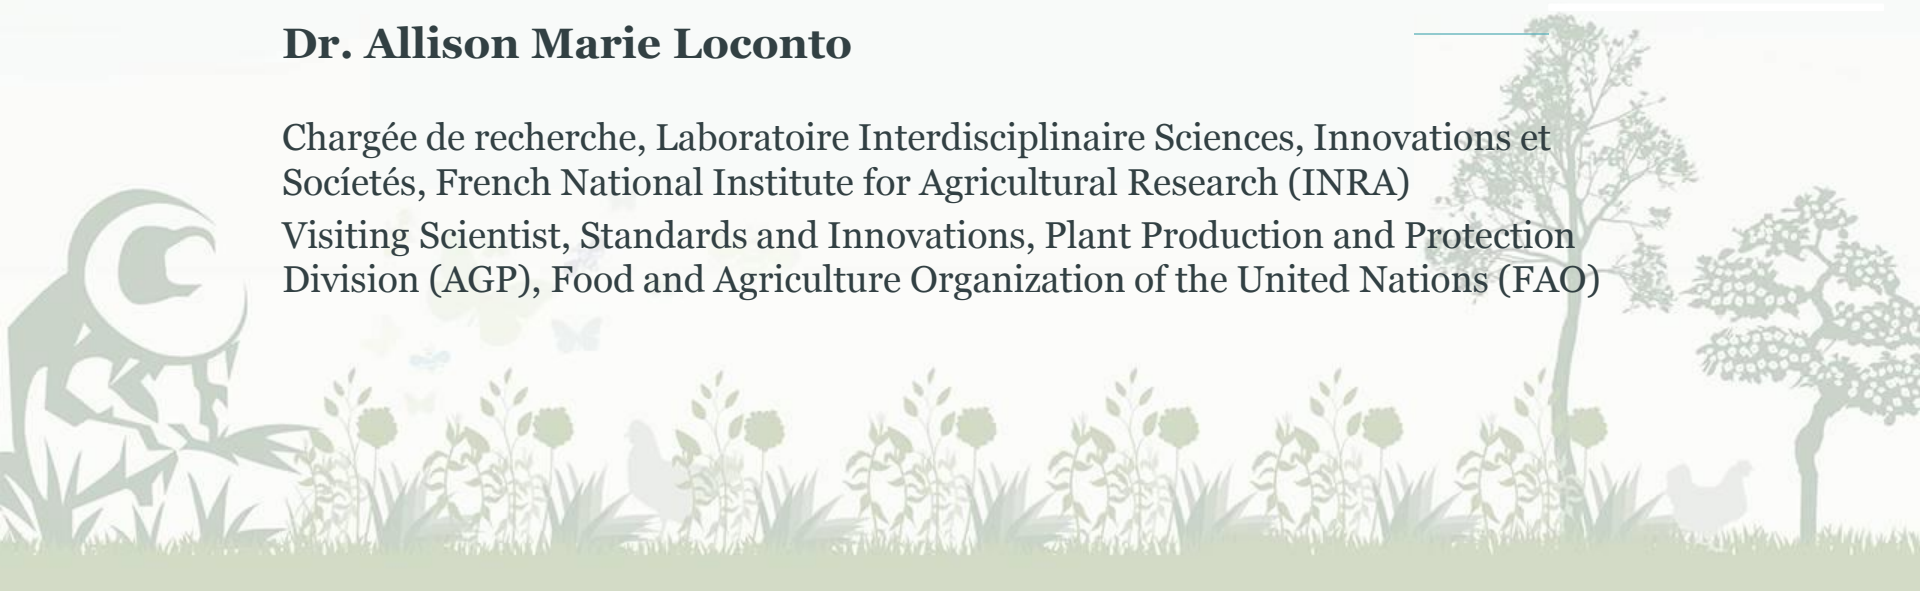 Dr. Allison Marie Loconto
Chargée de recherche, Laboratoire Interdisciplinaire Sciences, Innovations et
Socíetés, French National Institute for Agricultural Research (INRA)
Visiting Scientist, Standards and Innovations, Plant Production and Protection
Division (AGP), Food and Agriculture Organization of the United Nations (FAO)